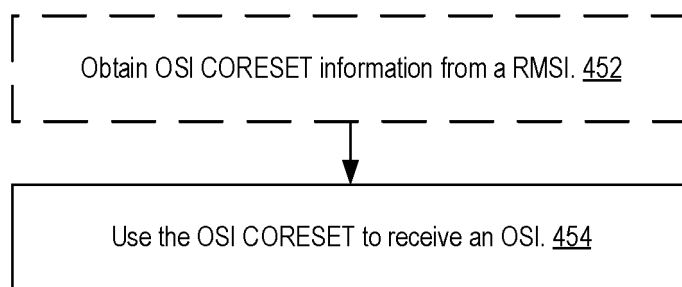 Obtain OSI CORESET information from a RMSI. 452
Use the OSI CORESET to receive an OSI. 454